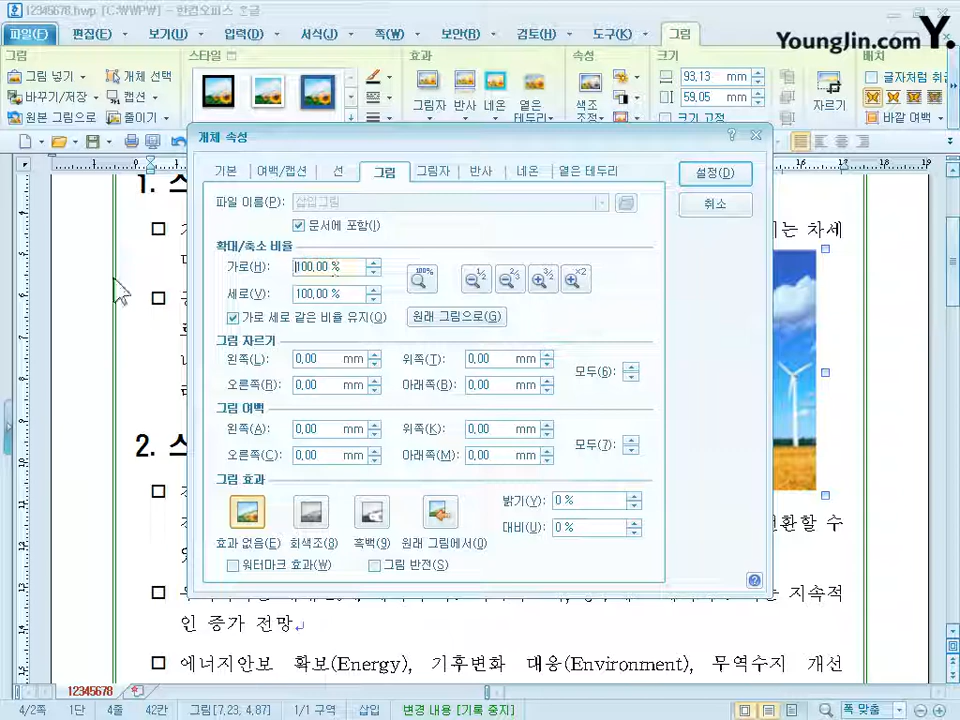 12345678.hwp [C:\WWPW] - 한컴오피스 한글
파일(F) 편집(E) 보기(U) 입력(D) 서식(J) 쪽(W) 보안(R) 검토(H) 도구(K) 그림
YoungJin.com Y.
그림 스타일 효과 속성 크기 배치
그림 넣기 개체 선택
바꾸기/저장 캡션
원본 그림으로 줄이기
그림자 반사 네온 옅은 테두리
색조 조정
93,13 mm
59,05 mm
크기 고정
자르기
글자처럼 취급
바깥 여백
개체 속성
기본 여백/캡션 선 그림 그림자 반사 네온 옅은 테두리
설정(D)
취소
파일 이름(P): 삽입그림
문서에 포함(I)
확대/축소 비율
가로(H): 100,00 %
세로(V): 100,00 %
100% 1/2 2/3 3/2 ×2
가로 세로 같은 비율 유지(Q) 원래 그림으로(G)
그림 자르기
왼쪽(L): 0,00 mm 위쪽(T): 0,00 mm 모두(6):
오른쪽(R): 0,00 mm 아래쪽(B): 0,00 mm
그림 여백
왼쪽(A): 0,00 mm 위쪽(K): 0,00 mm 모두(7):
오른쪽(C): 0,00 mm 아래쪽(M): 0,00 mm
그림 효과
밝기(Y): 0 %
대비(U): 0 %
효과 없음(E) 회색조(8) 흑백(9) 원래 그림에서(O)
워터마크 효과(W) 그림 반전(S)
1. 스
는 차세
2. 스
전환할 수
지속적
인 증가 전망
에너지안보 확보(Energy), 기후변화 대응(Environment), 무역수지 개선
12345678
4/2쪽 1단 4줄 42칸 그림[7,23, 4,87] 1/1 구역 삽입 변경 내용 [기록 중지] 폭 맞춤